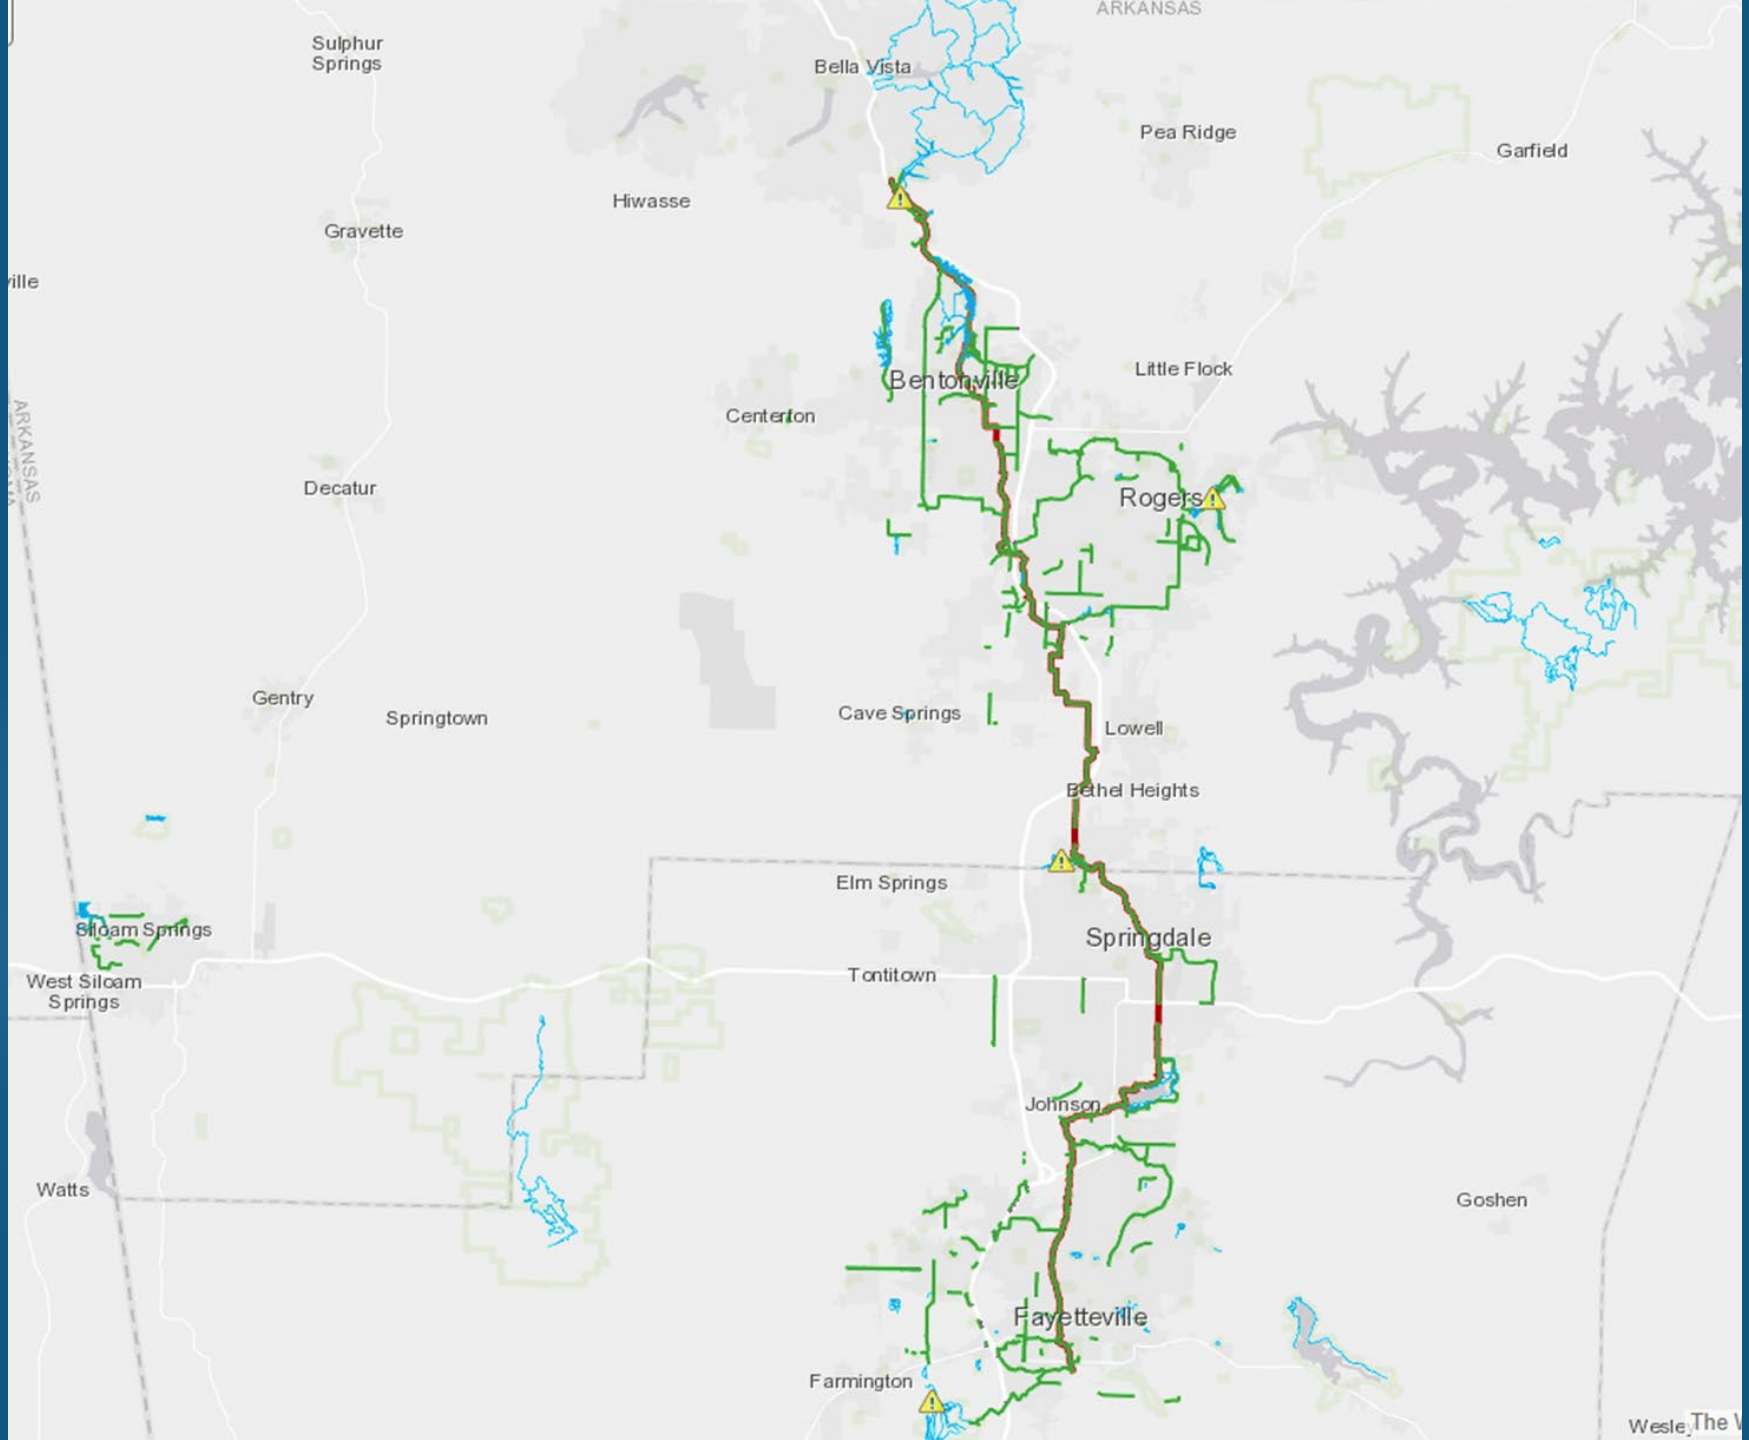 ARKANSAS
Sulphur
Springs
Bella Vista
Pea Ridge
Garfield
Hiwasse
Gravette
ville
Little Flock
Bentonville
Centerton
ARKANSAS
Decatur
Rogers
Gentry
Springtown
Cave Springs
Lowell
Bethel Heights
Elm Springs
Siloam Springs
Springdale
Tontitown
West Siloam
Springs
Johnson
Watts
Goshen
Fayetteville
Farmington
Wesley
The